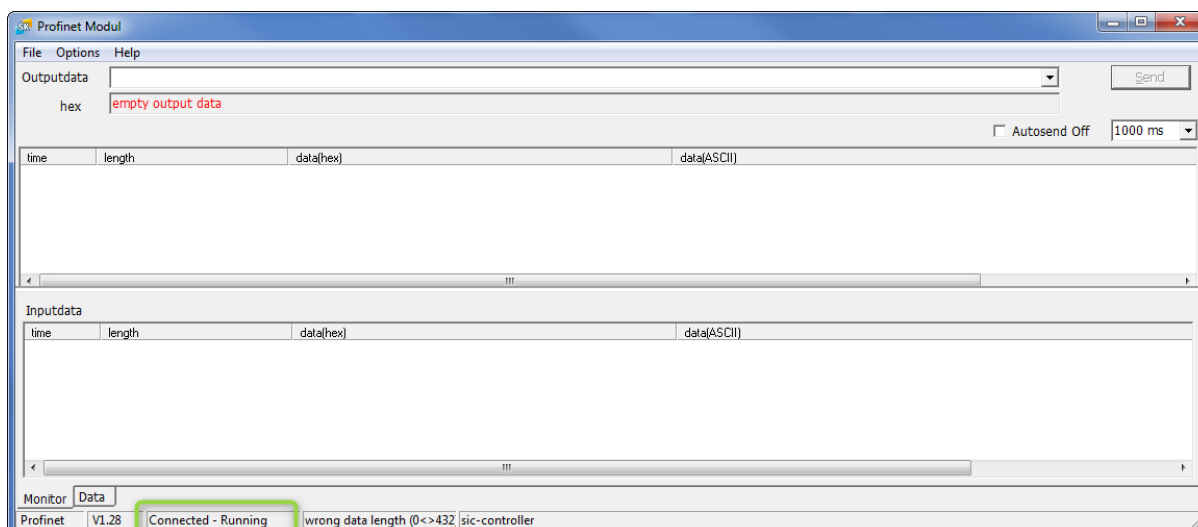 SK Profinet Modul
File Options Help
Outputdata Send
hex empty output data
Autosend Off 1000 ms
time length data(hex) data(ASCII)
Inputdata
time length data(hex) data(ASCII)
Monitor Data
Profinet V1.28 Connected - Running wrong data length (0<>432 sic-controller